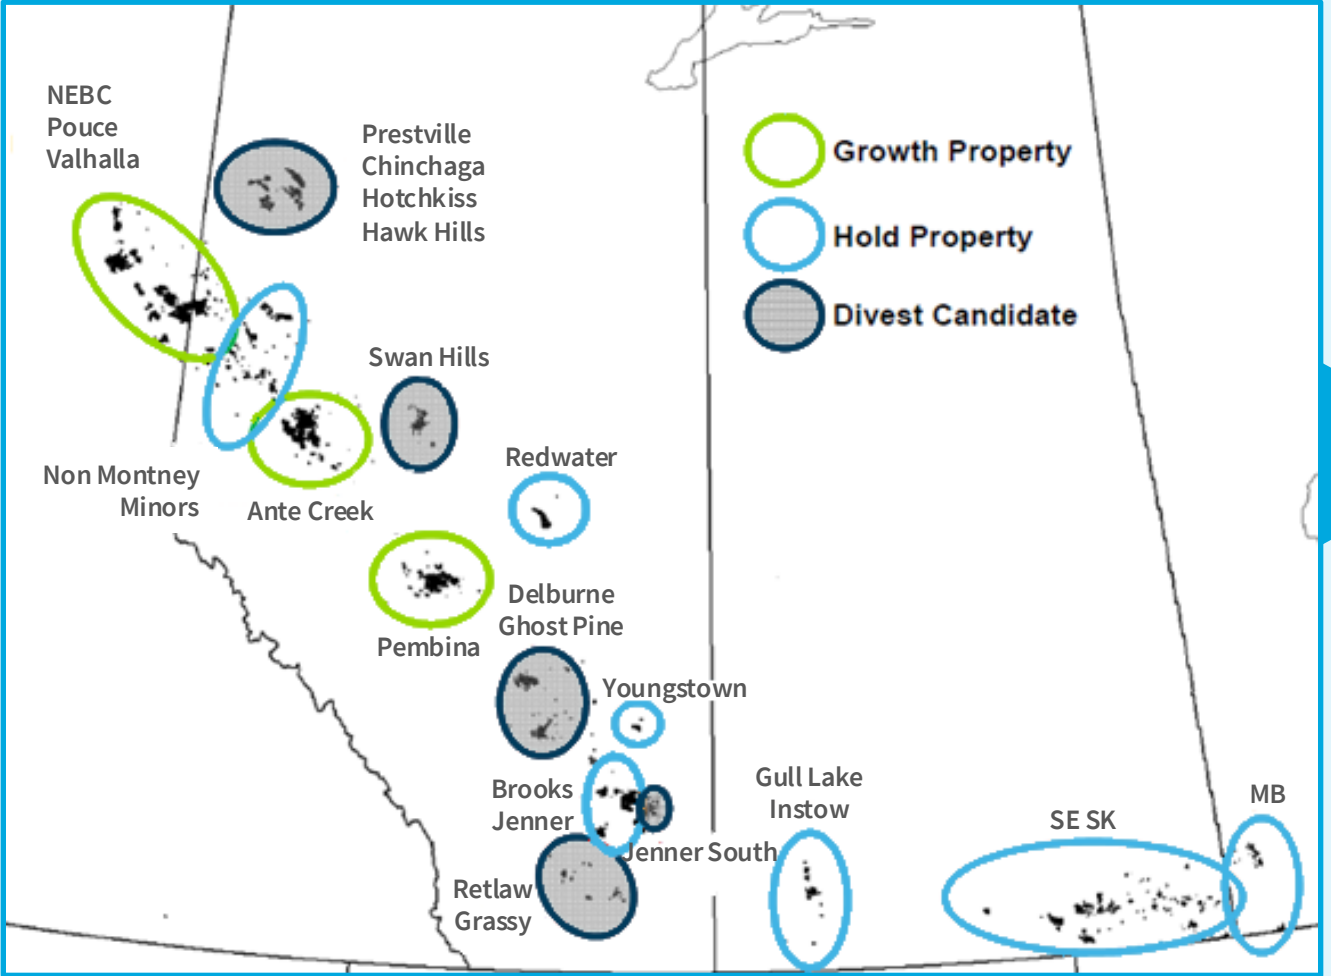 NEBC
Pouce
Valhalla
Prestville
Chinchaga
Hotchkiss
Hawk Hills
Growth Property
Hold Property
Divest Candidate
Swan Hills
Non Montney
Minors
Ante Creek
Redwater
Pembina
Delburne
Ghost Pine
Youngstown
Brooks
Jenner
Jenner South
Retlaw
Grassy
Gull Lake
Instow
SE SK
MB